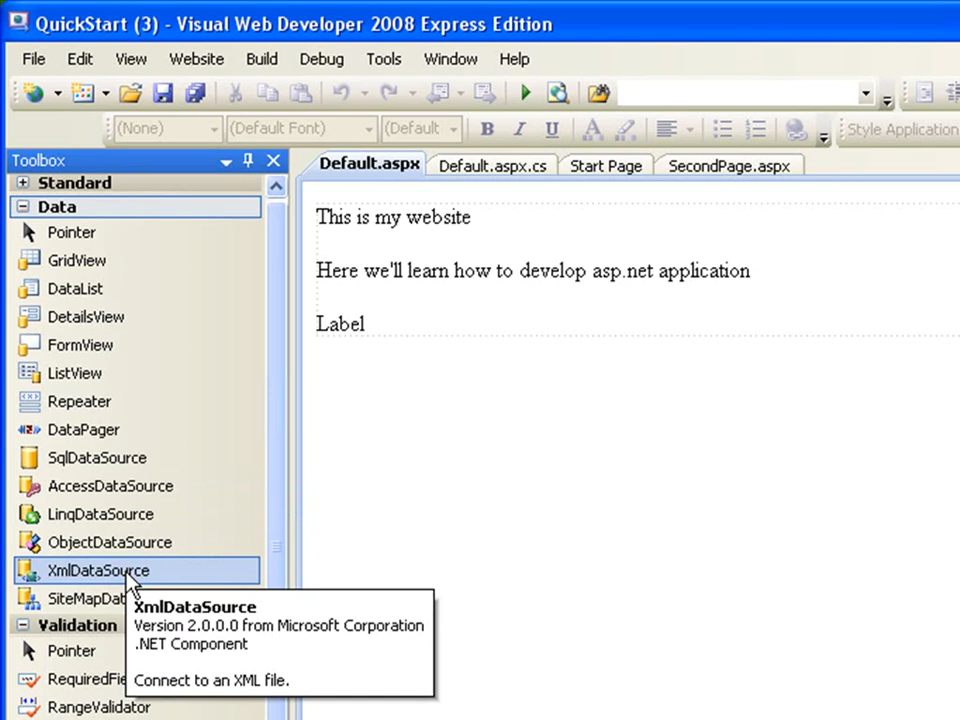 QuickStart (3) - Visual Web Developer 2008 Express Edition
File Edit View Website Build Debug Tools Window Help
(None) (Default Font) (Default B I U A Style Application
Toolbox
Default.aspx Default.aspx.cs Start Page SecondPage.aspx
Standard
Data
Pointer
GridView
DataList
DetailsView
FormView
ListView
Repeater
DataPager
SqlDataSource
AccessDataSource
LinqDataSource
ObjectDataSource
XmlDataSource
SiteMapDat
Validation
Pointer
RequiredFie
RangeValidator
This is my website
Here we'll learn how to develop asp.net application
Label
XmlDataSource
Version 2.0.0.0 from Microsoft Corporation
.NET Component
Connect to an XML file.